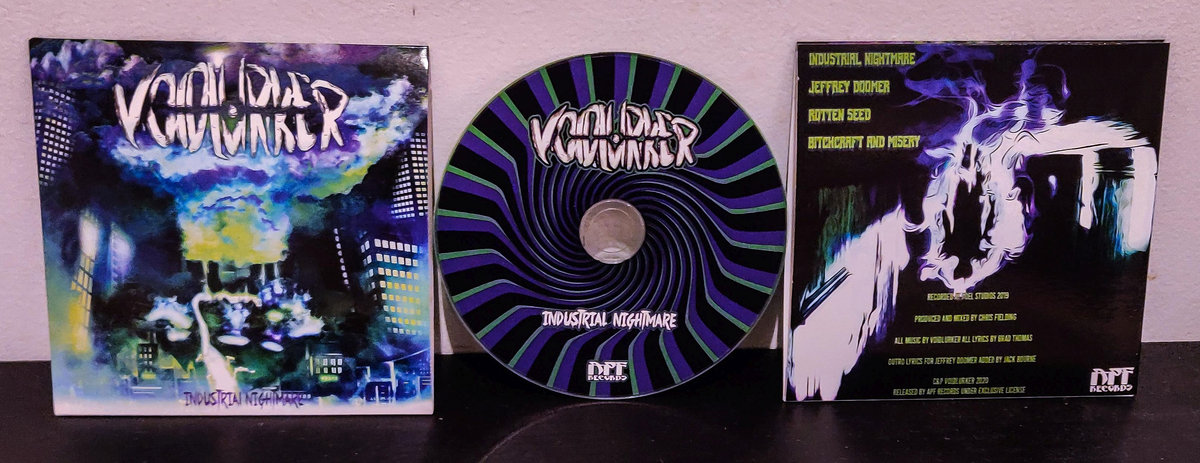 VOIDLURKER
INDUSTRIAL NIGHTMARE
VOIDLURKER
INDUSTRIAL NIGHTMARE
APF
RECORDS
INDUSTRIAL NIGHTMARE
JEFFREY DOOMER
ROTTEN SEED
BITCHCRAFT AND MISERY
RECORDED STUDIOS 2019
PRODUCED AND MIXED BY CHRIS FIELDING
ALL MUSIC BY VOIDLURKER ALL LYRICS BY BRAD THOMAS
OUTRO LYRICS FOR JEFFREY DOOMER ADDED BY JACK BOURNE
C&P VOIDLURKER 2020
RELEASED BY APF RECORDS UNDER EXCLUSIVE LICENSE
APF
RECORDS